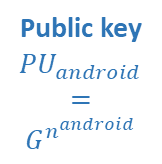 Public key
PU_android
=
G^n^android